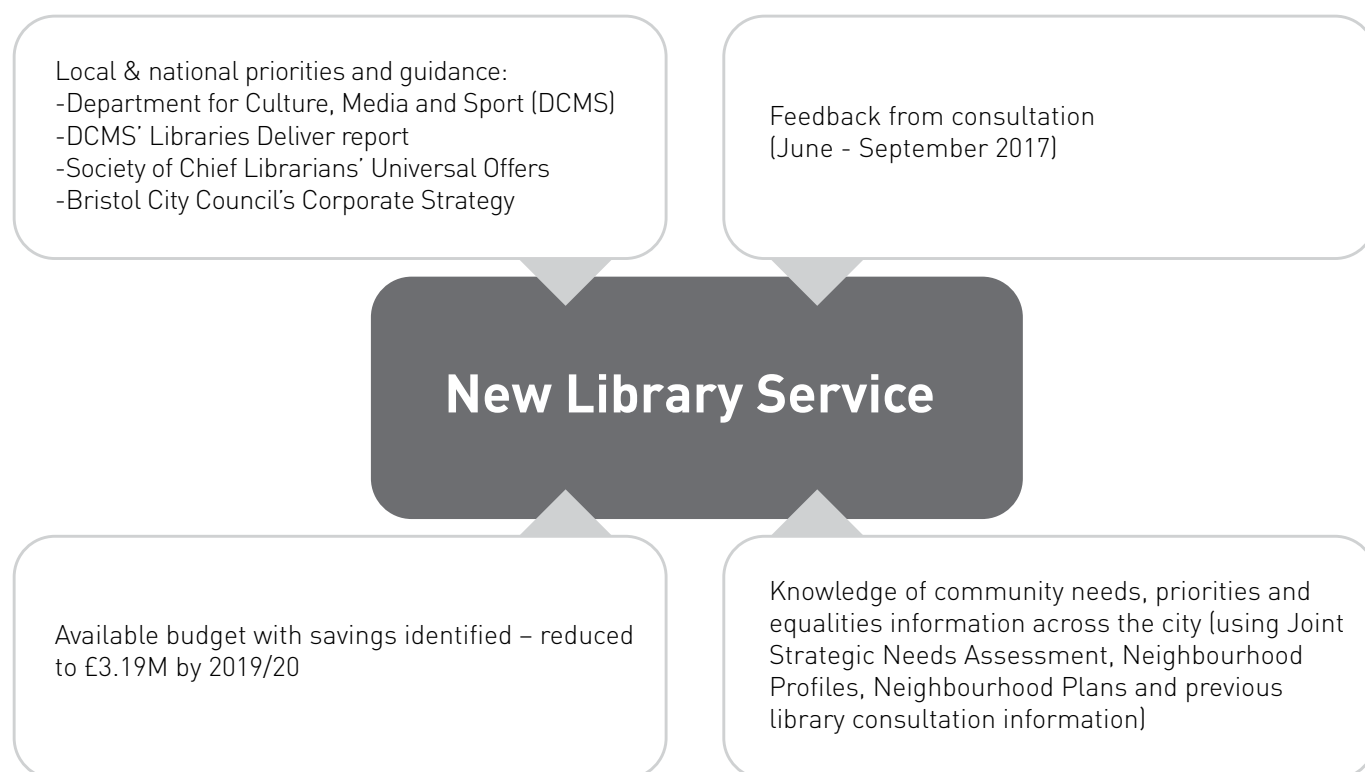 Local & national priorities and guidance:
-Department for Culture, Media and Sport (DCMS)
-DCMS’ Libraries Deliver report
-Society of Chief Librarians’ Universal Offers
-Bristol City Council’s Corporate Strategy
Feedback from consultation
(June - September 2017)
New Library Service
Available budget with savings identified – reduced
to £3.19M by 2019/20
Knowledge of community needs, priorities and
equalities information across the city (using Joint
Strategic Needs Assessment, Neighbourhood
Profiles, Neighbourhood Plans and previous
library consultation information)